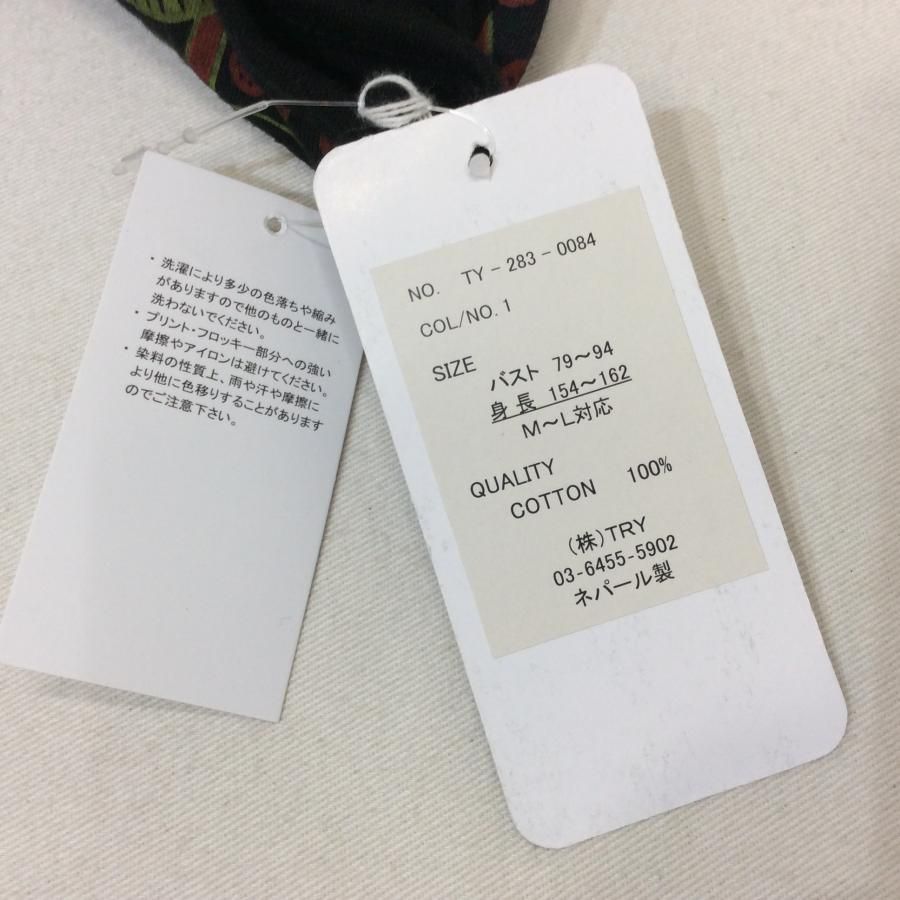 ・洗濯により多少の色落ちや縮み
がありますので他のものと一緒に
洗わないでください。
・プリント・フロッキー部分への強い
摩擦やアイロンは避けてください。
・染料の性質上、雨や汗や摩擦に
より他に色移りすることがあります
のでご注意下さい。
NO. TY-283-0084
COL/NO.1
SIZE
バスト 79～94
身長 154～162
M～L対応
QUALITY
COTTON 100%
(株)TRY
03-6455-5902
ネパール製